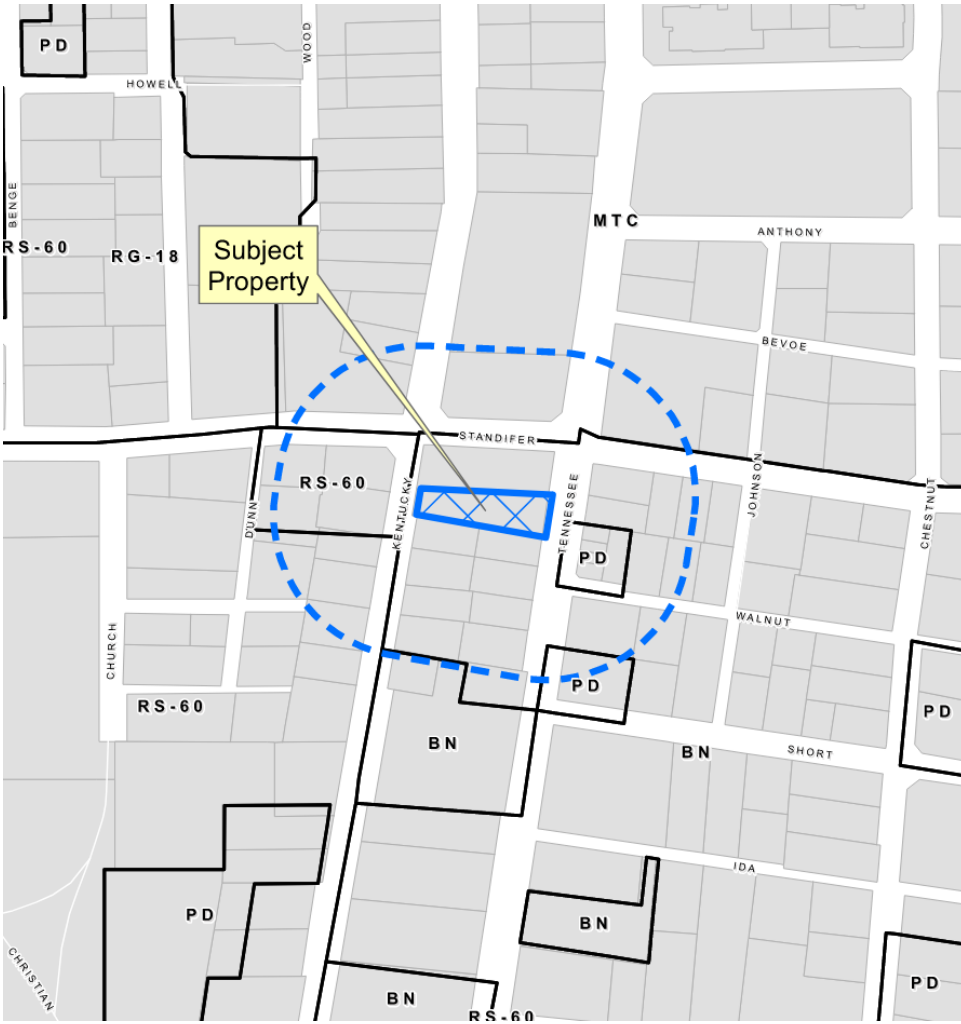 PD
WOOD
HOWELL
BENGE
RS-60
RG-18
Subject
Property
MTC
ANTHONY
BEVOE
STANDIFER
RS-60
DUNN
KENTUCKY
TENNESSEE
JOHNSON
CHESTNUT
PD
CHURCH
WALNUT
RS-60
PD
PD
BN
BN
SHORT
IDA
PD
BN
CHRISTIAN
PD
BN
RS-60